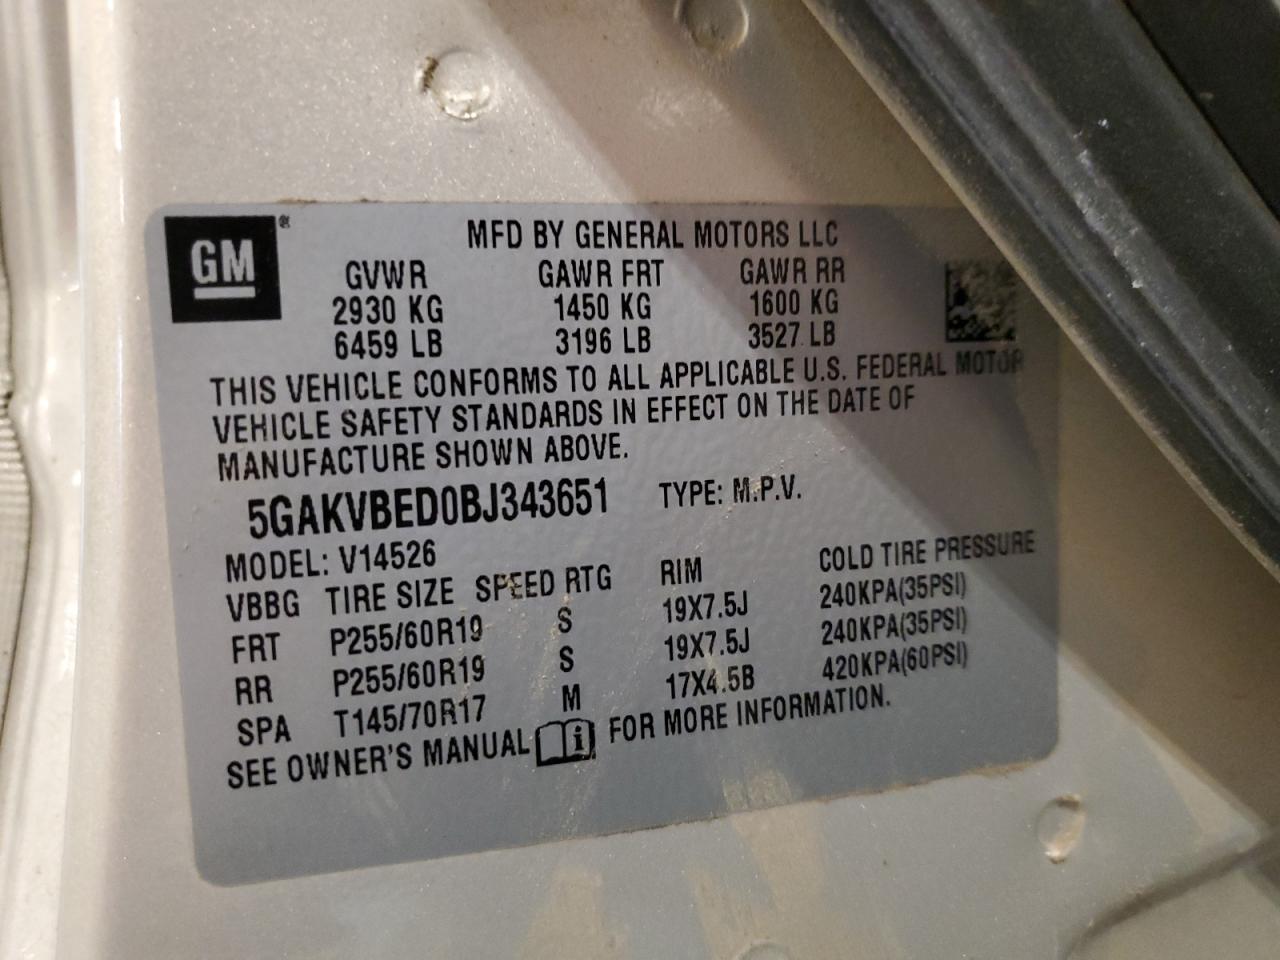 GM ®
MFD BY GENERAL MOTORS LLC
GVWR GAWR FRT GAWR RR
2930 KG 1450 KG 1600 KG
6459 LB 3196 LB 3527 LB
THIS VEHICLE CONFORMS TO ALL APPLICABLE U.S. FEDERAL MOTOR
VEHICLE SAFETY STANDARDS IN EFFECT ON THE DATE OF
MANUFACTURE SHOWN ABOVE.
5GAKVBED0BJ343651 TYPE: M.P.V.
MODEL: V14526
VBBG TIRE SIZE SPEED RTG RIM COLD TIRE PRESSURE
FRT P255/60R19 S 19X7.5J 240KPA(35PSI)
RR P255/60R19 S 19X7.5J 240KPA(35PSI)
SPA T145/70R17 M 17X4.5B 420KPA(60PSI)
SEE OWNER'S MANUAL i FOR MORE INFORMATION.